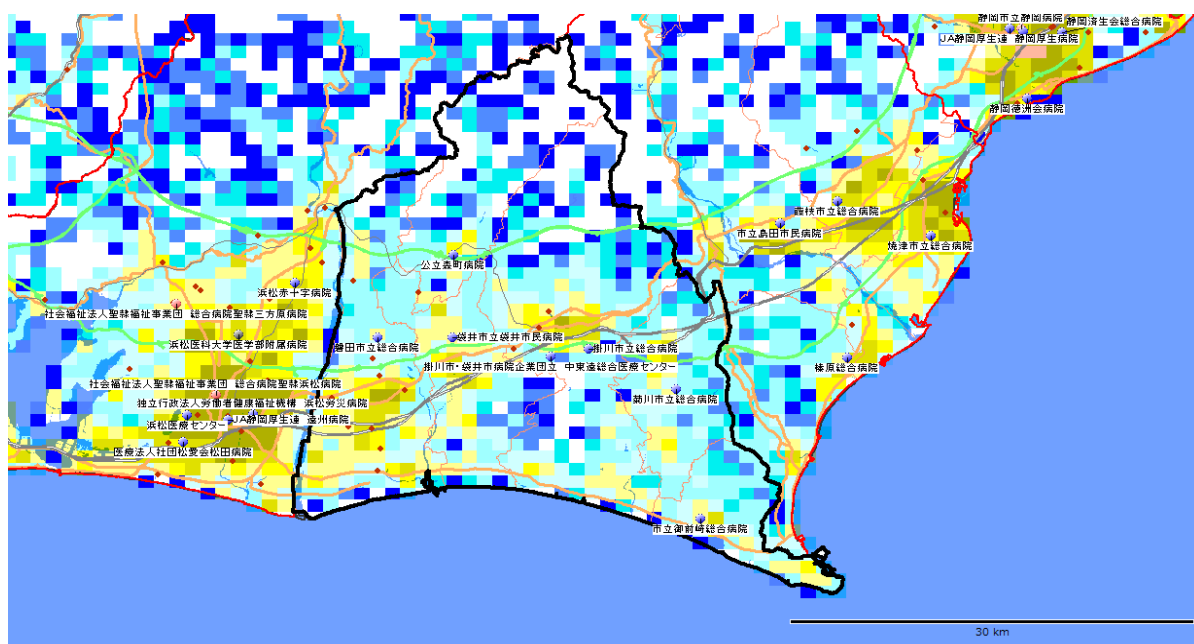 静岡市立静岡病院
静岡済生会総合病院
JA静岡厚生連 静岡厚生病院
静岡徳洲会病院
藤枝市立総合病院
市立島田市民病院
焼津市立総合病院
公立森町病院
浜松赤十字病院
社会福祉法人聖隷福祉事業団 総合病院聖隷三方原病院
浜松医科大学医学部附属病院
磐田市立総合病院
袋井市立袋井市民病院
掛川市立総合病院
掛川市・袋井市病院企業団立 中東遠総合医療センター
榛原総合病院
社会福祉法人聖隷福祉事業団 総合病院聖隷浜松病院
菊川市立総合病院
独立行政法人労働者健康福祉機構 浜松労災病院
浜松医療センター
JA静岡厚生連 遠州病院
医療法人社団松愛会松田病院
市立御前崎総合病院
30 km